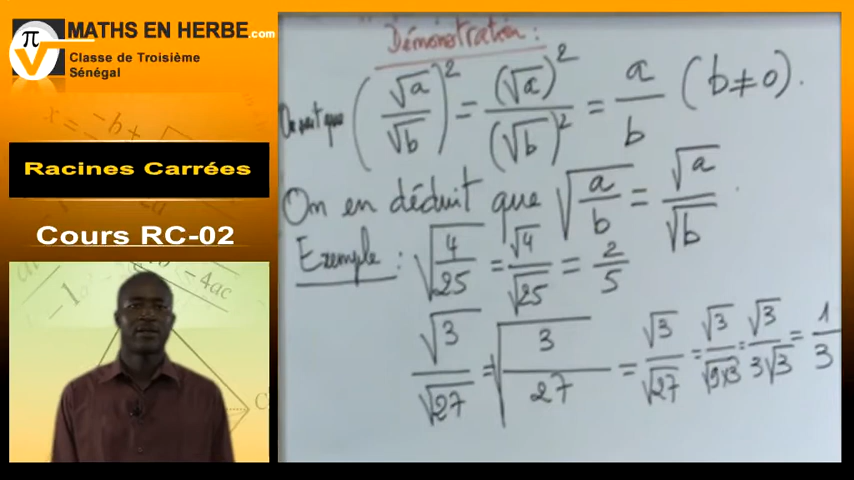 MATHS EN HERBE.com
Classe de Troisième
Sénégal
Racines Carrées
Cours RC-02
Démonstration :
On sait que (√a/√b)² = (√a)²/(√b)² = a/b (b≠0).
On en déduit que √(a/b) = √a/√b.
Exemple : √(4/25) = √4/√25 = 2/5
√3/√27 = √(3/27) = √3/√27 = √3/√(9×3) = √3/3√3 = 1/3